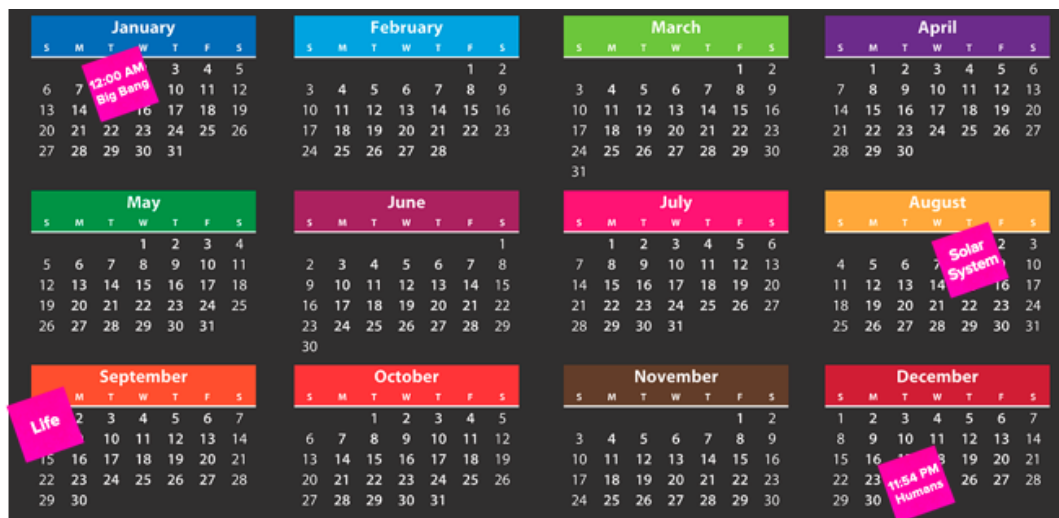 January
S M T W T F S
12:00 AM
Big Bang
3 4 5
6 7 10 11 12
13 14 16 17 18 19
20 21 22 23 24 25 26
27 28 29 30 31
February
S M T W T F S
1 2
3 4 5 6 7 8 9
10 11 12 13 14 15 16
17 18 19 20 21 22 23
24 25 26 27 28
March
S M T W T F S
1 2
3 4 5 6 7 8 9
10 11 12 13 14 15 16
17 18 19 20 21 22 23
24 25 26 27 28 29 30
31
April
S M T W T F S
1 2 3 4 5 6
7 8 9 10 11 12 13
14 15 16 17 18 19 20
21 22 23 24 25 26 27
28 29 30
May
S M T W T F S
1 2 3 4
5 6 7 8 9 10 11
12 13 14 15 16 17 18
19 20 21 22 23 24 25
26 27 28 29 30 31
June
S M T W T F S
1
2 3 4 5 6 7 8
9 10 11 12 13 14 15
16 17 18 19 20 21 22
23 24 25 26 27 28 29
30
July
S M T W T F S
1 2 3 4 5 6
7 8 9 10 11 12 13
14 15 16 17 18 19 20
21 22 23 24 25 26 27
28 29 30 31
August
S M T W T F S
Solar
System
2 3
4 5 6 7 10
11 12 13 14 16 17
18 19 20 21 22 23 24
25 26 27 28 29 30 31
September
M T W T F S
Life
2 3 4 5 6 7
10 11 12 13 14
15 16 17 18 19 20 21
22 23 24 25 26 27 28
29 30
October
S M T W T F S
1 2 3 4 5
6 7 8 9 10 11 12
13 14 15 16 17 18 19
20 21 22 23 24 25 26
27 28 29 30 31
November
S M T W T F S
1 2
3 4 5 6 7 8 9
10 11 12 13 14 15 16
17 18 19 20 21 22 23
24 25 26 27 28 29 30
December
S M T W T F S
1 2 3 4 5 6 7
8 9 10 11 12 13 14
15 16 18 19 20 21
22 23 26 27 28
29 30
11:54 PM
Humans